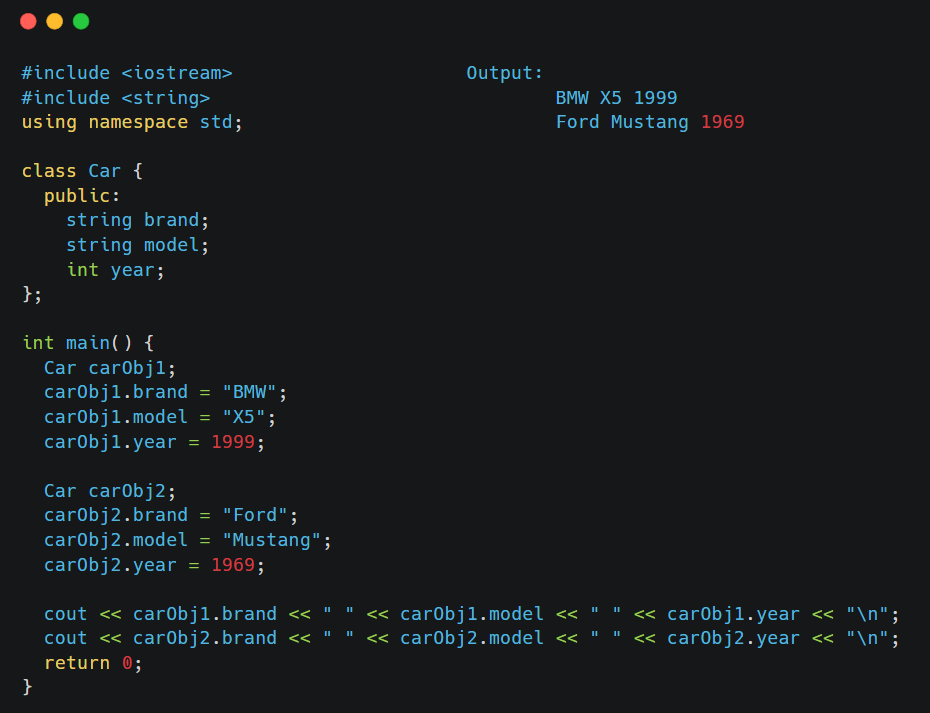 #include <iostream>                     Output:
#include <string>                               BMW X5 1999
using namespace std;                            Ford Mustang 1969

class Car {
  public:
    string brand;
    string model;
    int year;
};

int main() {
  Car carObj1;
  carObj1.brand = "BMW";
  carObj1.model = "X5";
  carObj1.year = 1999;

  Car carObj2;
  carObj2.brand = "Ford";
  carObj2.model = "Mustang";
  carObj2.year = 1969;

  cout << carObj1.brand << " " << carObj1.model << " " << carObj1.year << "\n";
  cout << carObj2.brand << " " << carObj2.model << " " << carObj2.year << "\n";
  return 0;
}